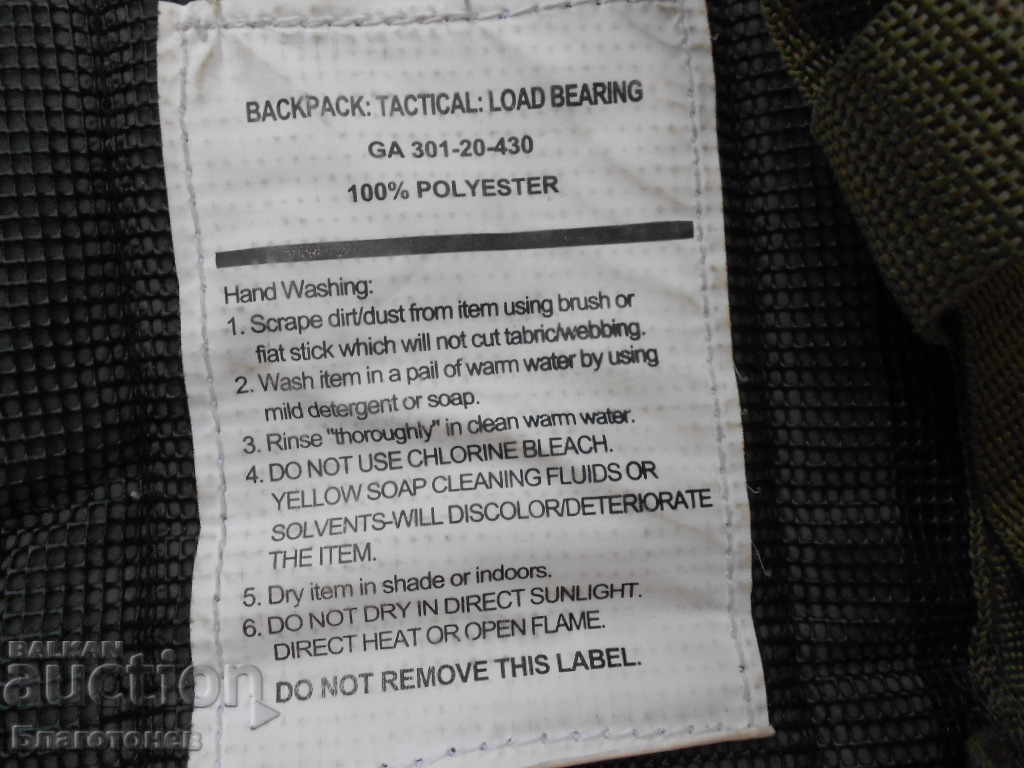 BACKPACK: TACTICAL: LOAD BEARING
GA 301-20-430
100% POLYESTER
Hand Washing:
1. Scrape dirt/dust from item using brush or
fiat stick which will not cut tabric/webbing.
2. Wash item in a pail of warm water by using
mild detergent or soap.
3. Rinse "thoroughly" in clean warm water.
4. DO NOT USE CHLORINE BLEACH.
YELLOW SOAP CLEANING FLUIDS OR
SOLVENTS-WILL DISCOLOR/DETERIORATE
THE ITEM.
5. Dry item in shade or indoors.
6. DO NOT DRY IN DIRECT SUNLIGHT.
DIRECT HEAT OR OPEN FLAME.
DO NOT REMOVE THIS LABEL.
BALKAN
auction
Благотонев